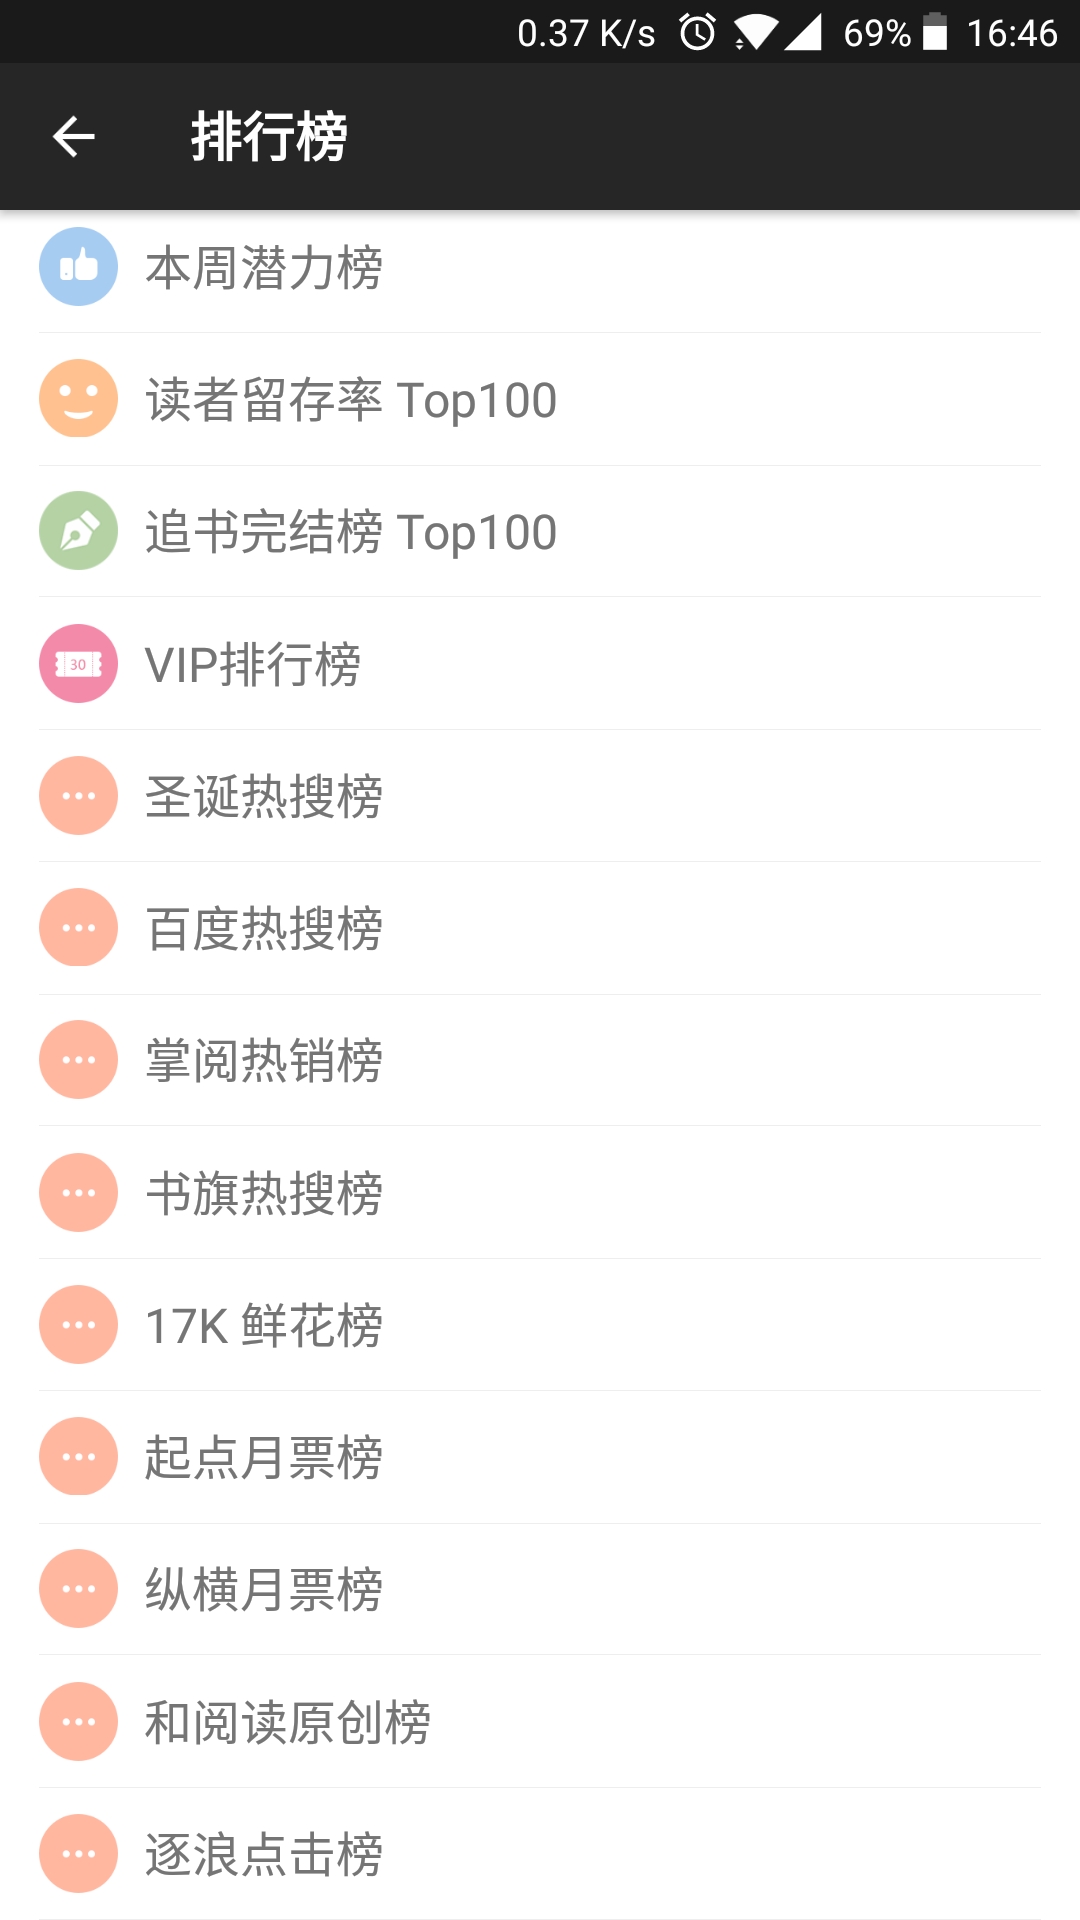 0.37 K/s 69% 16:46
排行榜
本周潜力榜
读者留存率 Top100
追书完结榜 Top100
30 VIP排行榜
圣诞热搜榜
百度热搜榜
掌阅热销榜
书旗热搜榜
17K 鲜花榜
起点月票榜
纵横月票榜
和阅读原创榜
逐浪点击榜